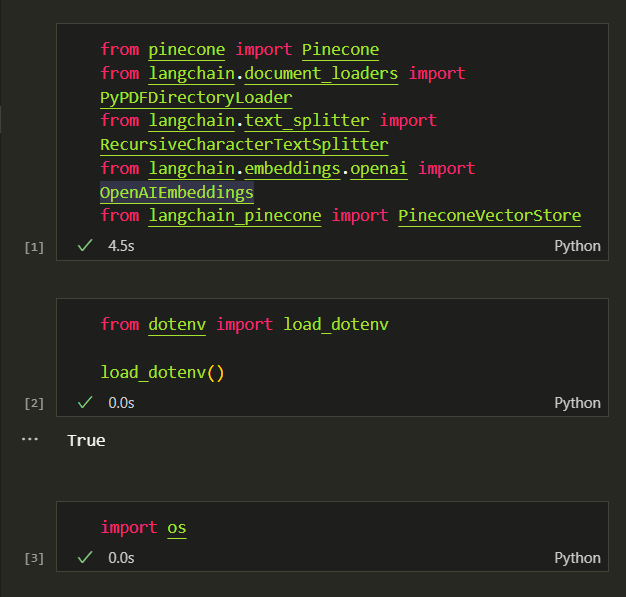 from pinecone import Pinecone
from langchain.document_loaders import
PyPDFDirectoryLoader
from langchain.text_splitter import
RecursiveCharacterTextSplitter
from langchain.embeddings.openai import
OpenAIEmbeddings
from langchain_pinecone import PineconeVectorStore
[1] ✓ 4.5s Python
from dotenv import load_dotenv
load_dotenv()
[2] ✓ 0.0s Python
... True
import os
[3] ✓ 0.0s Python